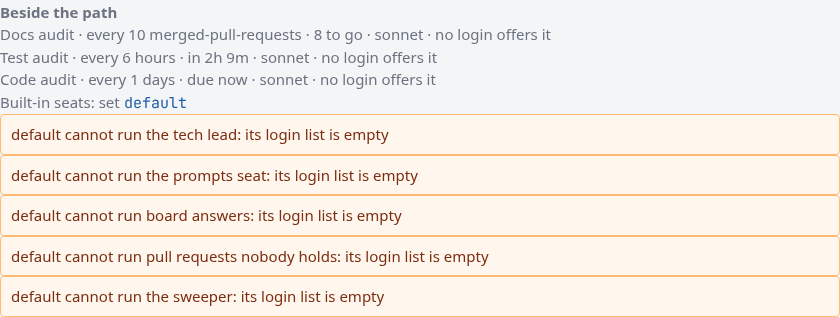 Beside the path
Docs audit · every 10 merged-pull-requests · 8 to go · sonnet · no login offers it
Test audit · every 6 hours · in 2h 9m · sonnet · no login offers it
Code audit · every 1 days · due now · sonnet · no login offers it
Built-in seats: set default
default cannot run the tech lead: its login list is empty
default cannot run the prompts seat: its login list is empty
default cannot run board answers: its login list is empty
default cannot run pull requests nobody holds: its login list is empty
default cannot run the sweeper: its login list is empty